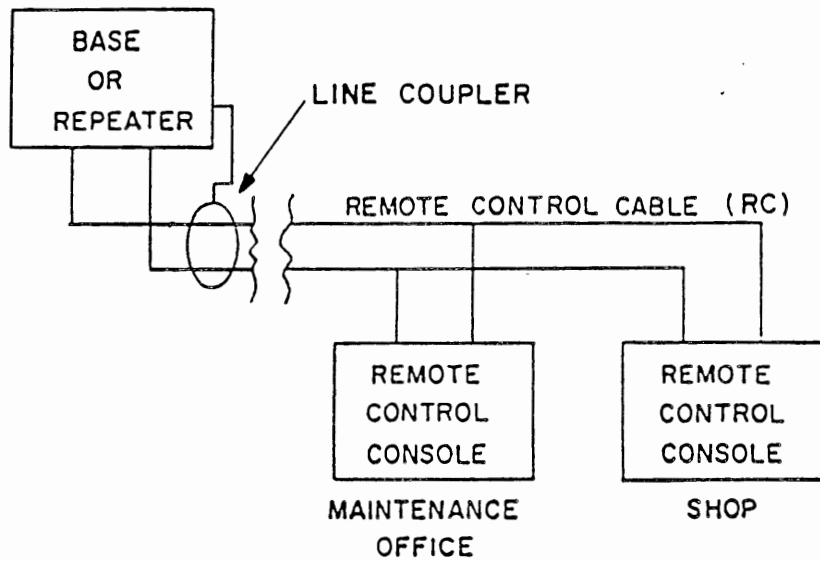 BASE
OR
REPEATER
LINE COUPLER
REMOTE CONTROL CABLE (RC)
REMOTE
CONTROL
CONSOLE
MAINTENANCE
OFFICE
REMOTE
CONTROL
CONSOLE
SHOP